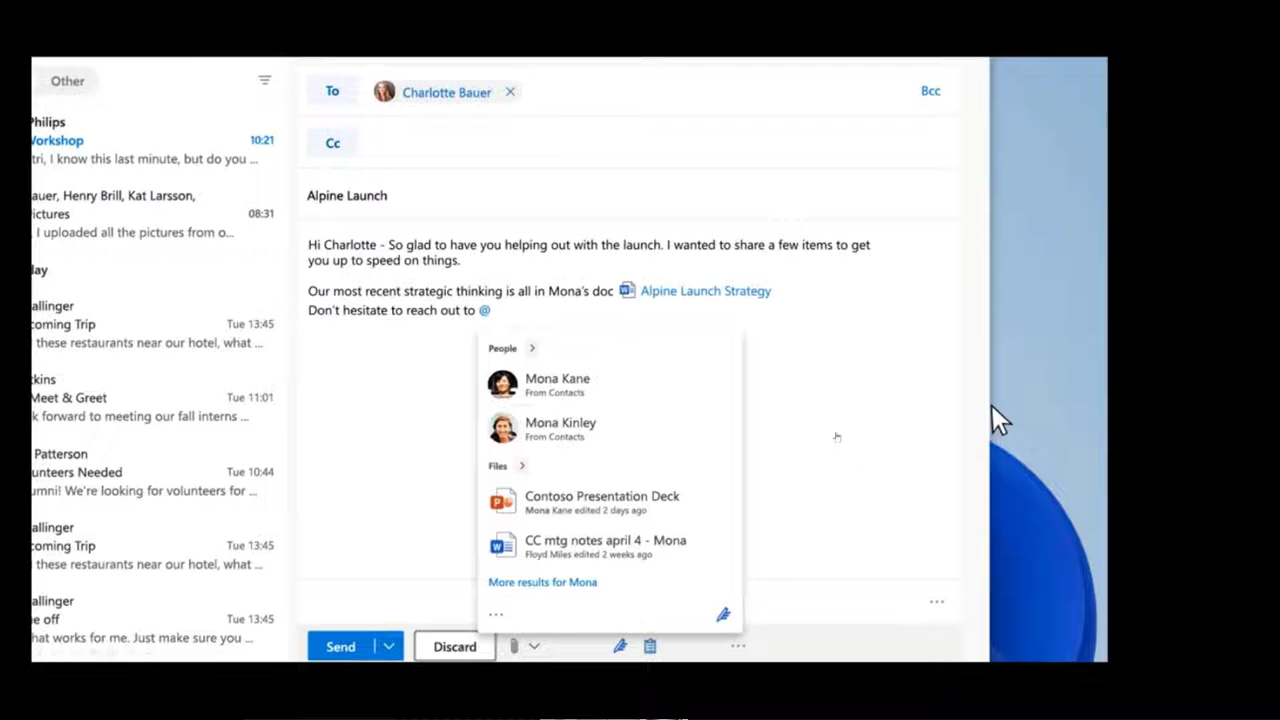 Other
Philips
Workshop 10:21
tri, I know this last minute, but do you ...
auer, Henry Brill, Kat Larsson,
ictures 08:31
, I uploaded all the pictures from o...
lay
allinger
coming Trip Tue 13:45
these restaurants near our hotel, what ...
kins
Meet & Greet Tue 11:01
k forward to meeting our fall interns ...
Patterson
unteers Needed Tue 10:44
umni! We're looking for volunteers for ...
allinger
coming Trip Tue 13:45
these restaurants near our hotel, what ...
allinger
e off Tue 13:45
hat works for me. Just make sure you ...
To Charlotte Bauer Bcc
Cc
Alpine Launch
Hi Charlotte - So glad to have you helping out with the launch. I wanted to share a few items to get
you up to speed on things.
Our most recent strategic thinking is all in Mona's doc Alpine Launch Strategy
Don't hesitate to reach out to @
People
Mona Kane
From Contacts
Mona Kinley
From Contacts
Files
Contoso Presentation Deck
Mona Kane edited 2 days ago
CC mtg notes april 4 - Mona
Floyd Miles edited 2 weeks ago
More results for Mona
Send Discard